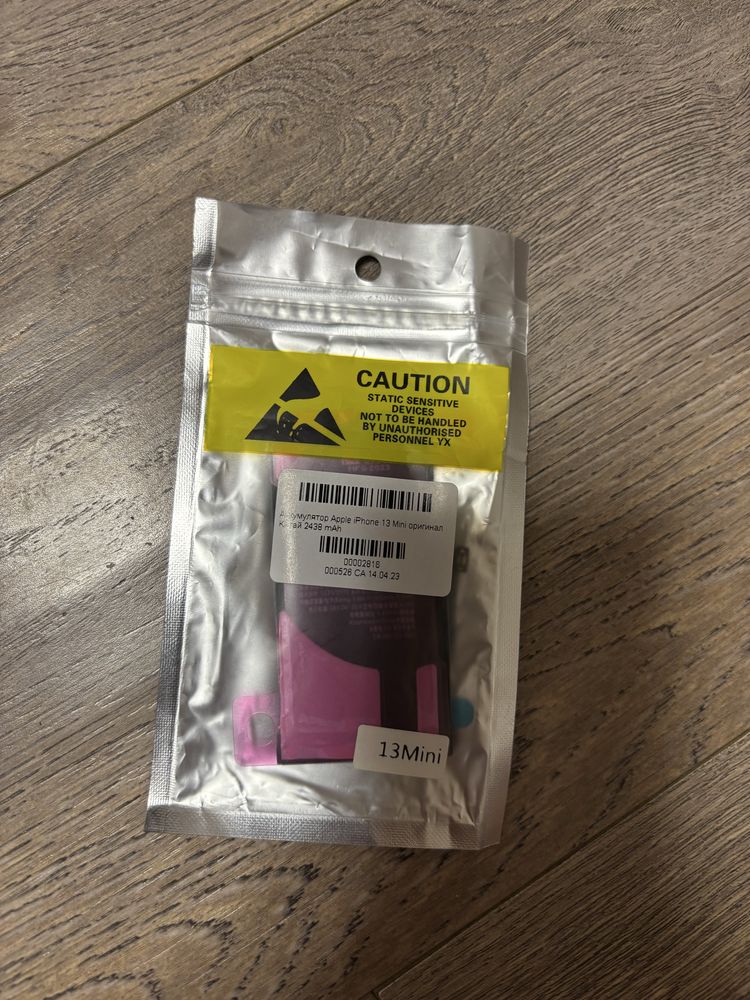 CAUTION
STATIC SENSITIVE
DEVICES
NOT TO BE HANDLED
BY UNAUTHORISED
PERSONNEL YX
Аккумулятор Apple iPhone 13 Mini оригинал
Китай 2438 mAh
00002818
000526 CA 14.04.23
13Mini